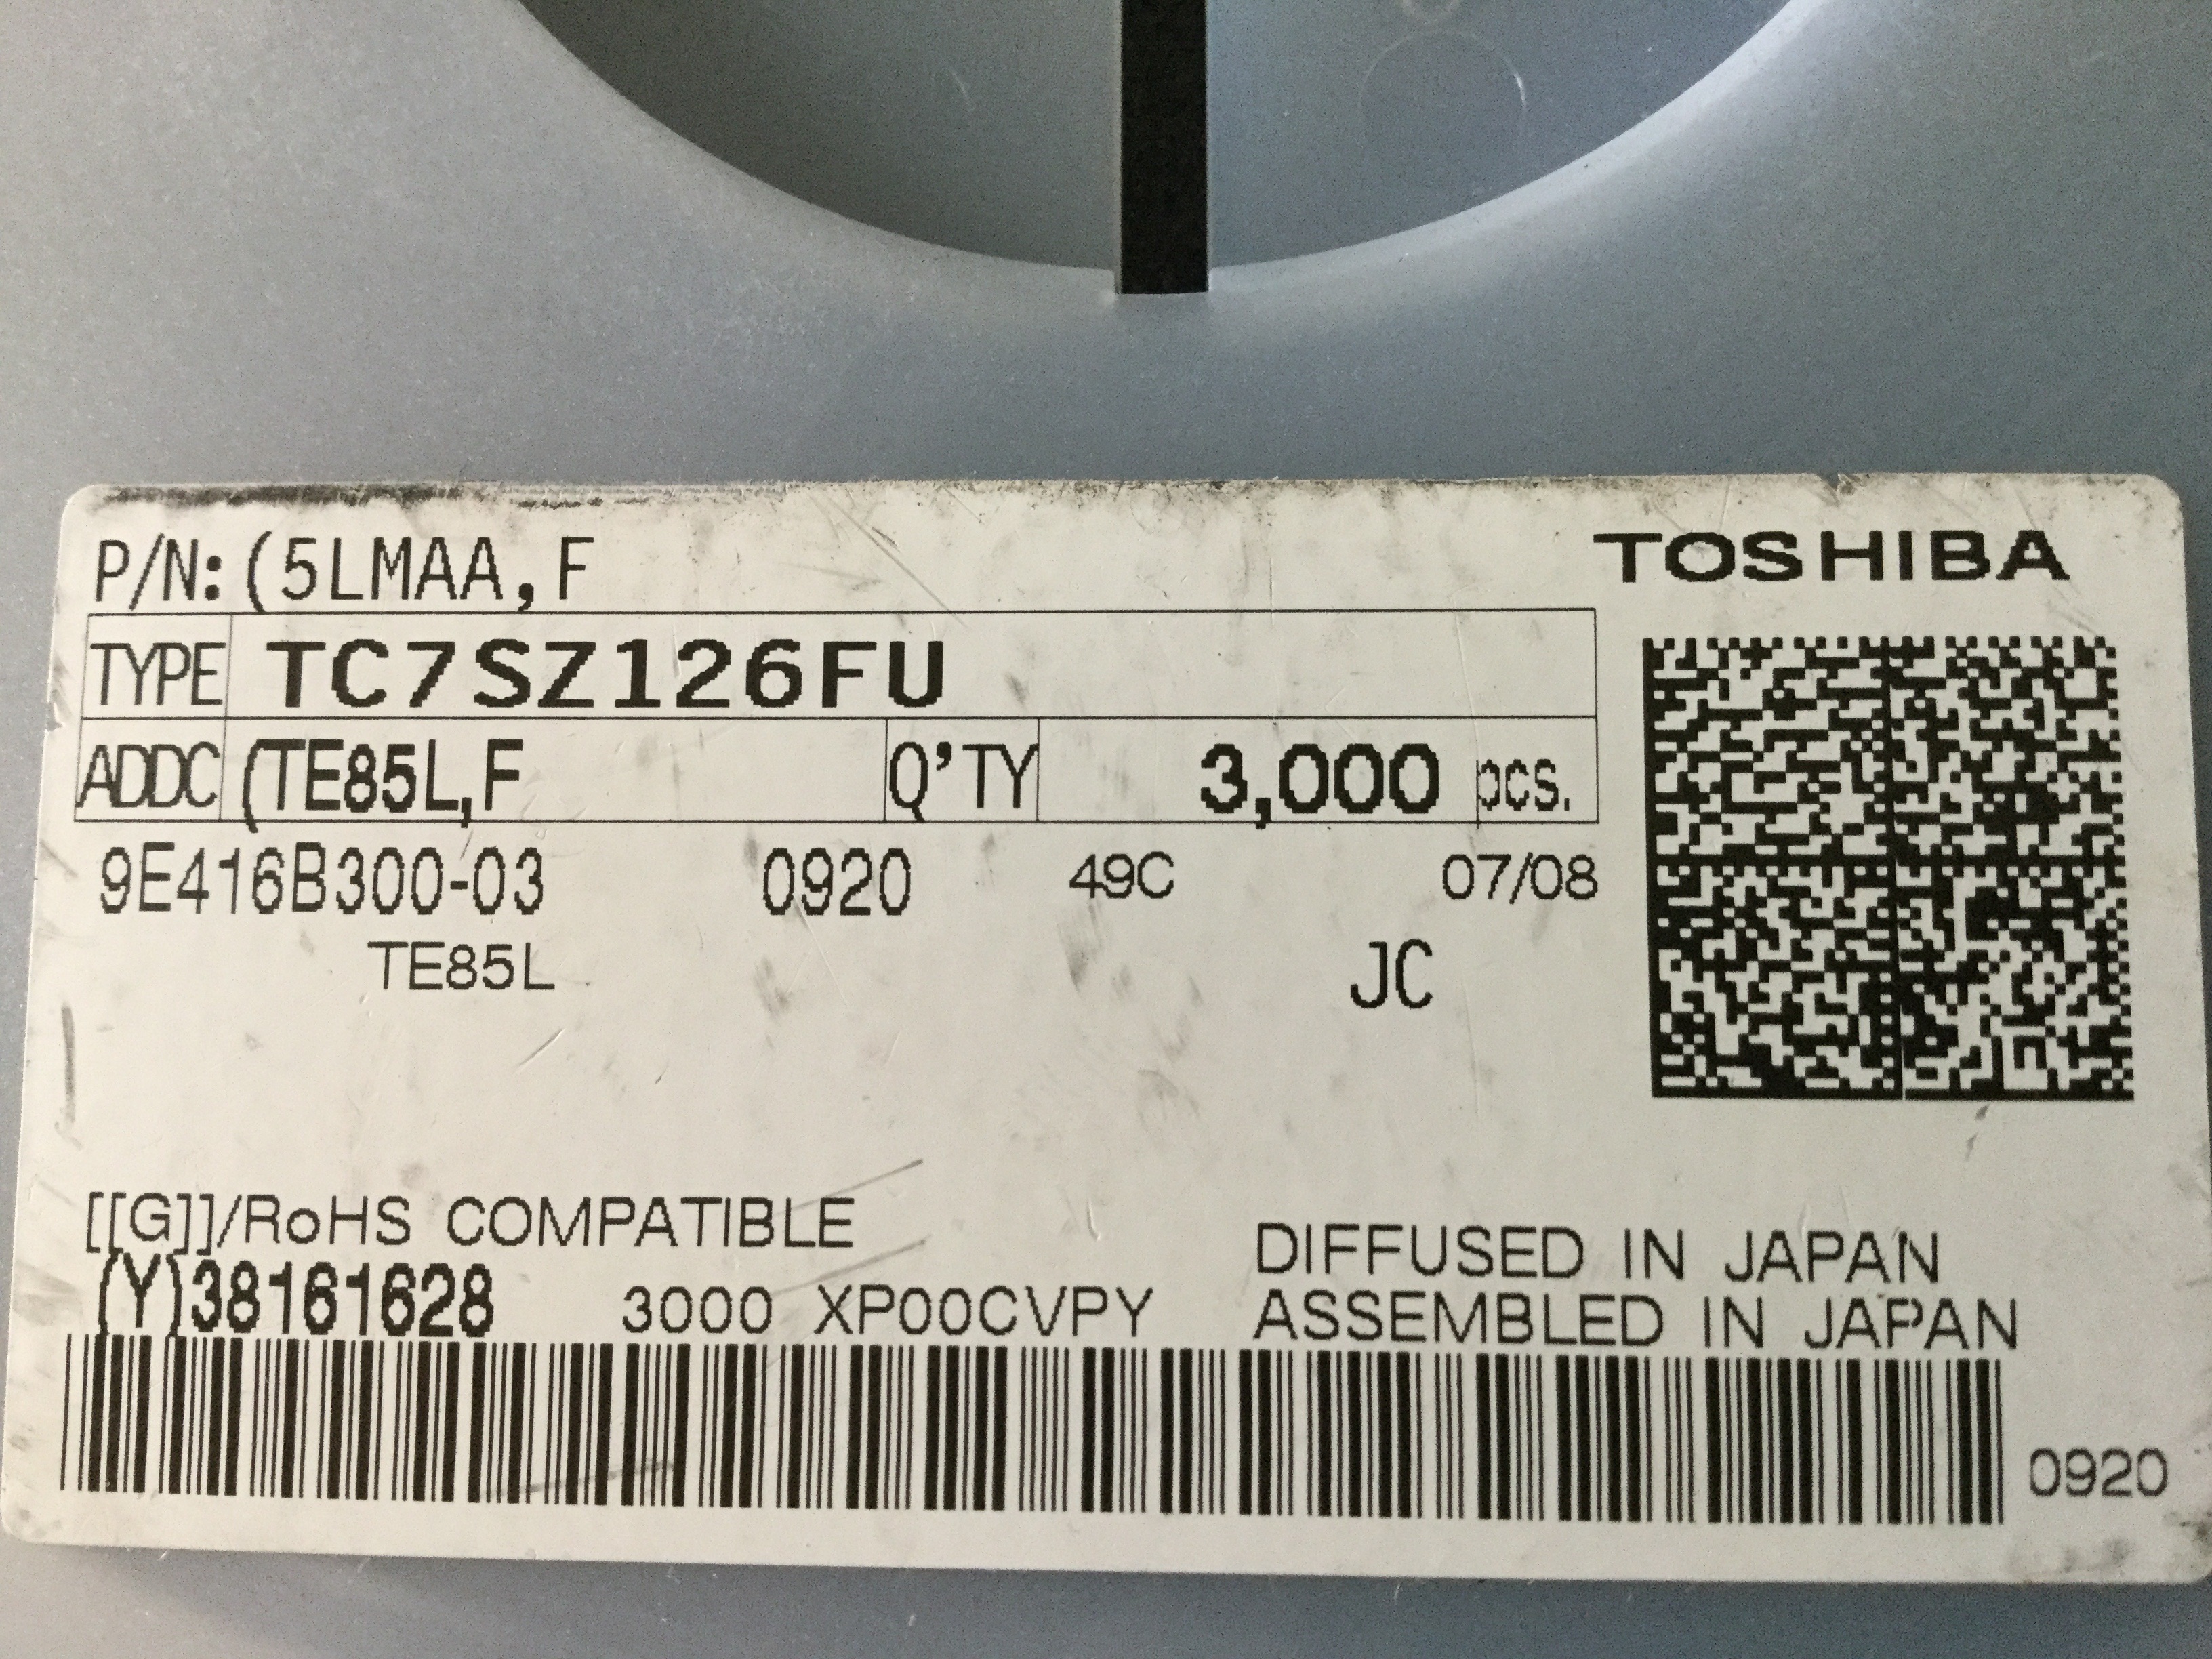 P/N: (5LMAA, F
TOSHIBA
TYPE TC7SZ126FU
ADDC (TE85L,F Q'TY 3,000 pcs.
9E416B300-03 0920 49C 07/08
TE85L JC
[[G]]/RoHS COMPATIBLE
DIFFUSED IN JAPAN
(Y)38161628 3000 XP00CVPY
ASSEMBLED IN JAPAN
0920